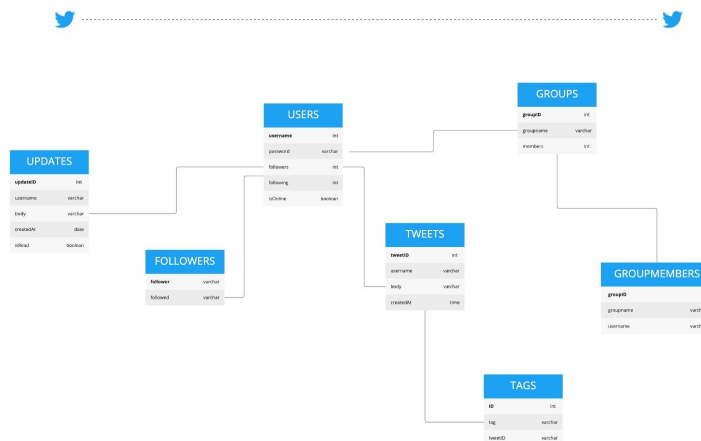 USERS
username int
password varchar
followers int
following int
isOnline boolean
GROUPS
groupID int
groupname varchar
members int
UPDATES
updateID int
username varchar
body varchar
createdAt date
isRead boolean
FOLLOWERS
follower varchar
followed varchar
TWEETS
tweetID int
username varchar
body varchar
createdAt time
GROUPMEMBERS
groupID
groupname varch
username varch
TAGS
ID int
tag varchar
tweetID varchar